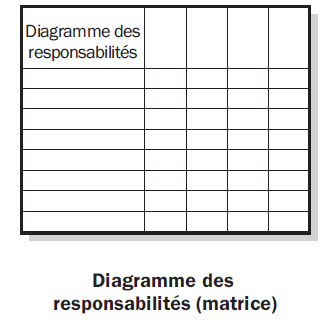 Diagramme des
responsabilités
Diagramme des
responsabilités (matrice)